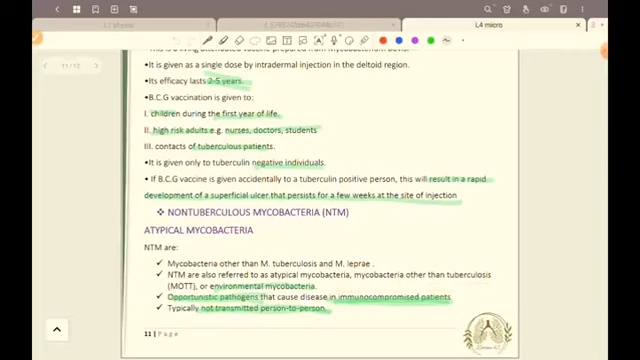 L7 physio
L4 micro
11 / 12
This is a living attenuated vaccine prepared from Mycobacterium bovis.
•It is given as a single dose by intradermal injection in the deltoid region.
•Its efficacy lasts 2-5 years.
•B.C.G vaccination is given to:
I. children during the first year of life.
II. high risk adults e.g. nurses, doctors, students
III. contacts of tuberculous patients.
•It is given only to tuberculin negative individuals.
• If B.C.G vaccine is given accidentally to a tuberculin positive person, this will result in a rapid
development of a superficial ulcer that persists for a few weeks at the site of injection
❖ NONTUBERCULOUS MYCOBACTERIA (NTM)
ATYPICAL MYCOBACTERIA
NTM are:
✓ Mycobacteria other than M. tuberculosis and M. leprae .
✓ NTM are also referred to as atypical mycobacteria, mycobacteria other than tuberculosis
(MOTT), or environmental mycobacteria.
✓ Opportunistic pathogens that cause disease in immunocompromised patients
✓ Typically not transmitted person-to-person.
11 | P a g e